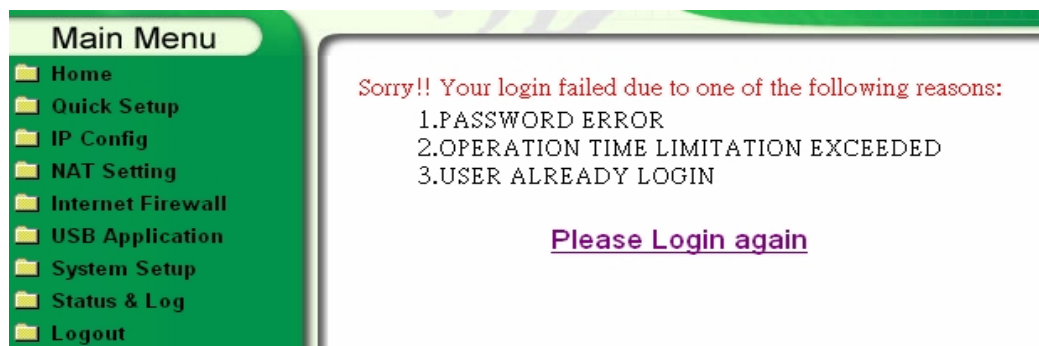 Main Menu
Home
Quick Setup
IP Config
NAT Setting
Internet Firewall
USB Application
System Setup
Status & Log
Logout
Sorry!! Your login failed due to one of the following reasons:
1.PASSWORD ERROR
2.OPERATION TIME LIMITATION EXCEEDED
3.USER ALREADY LOGIN
Please Login again